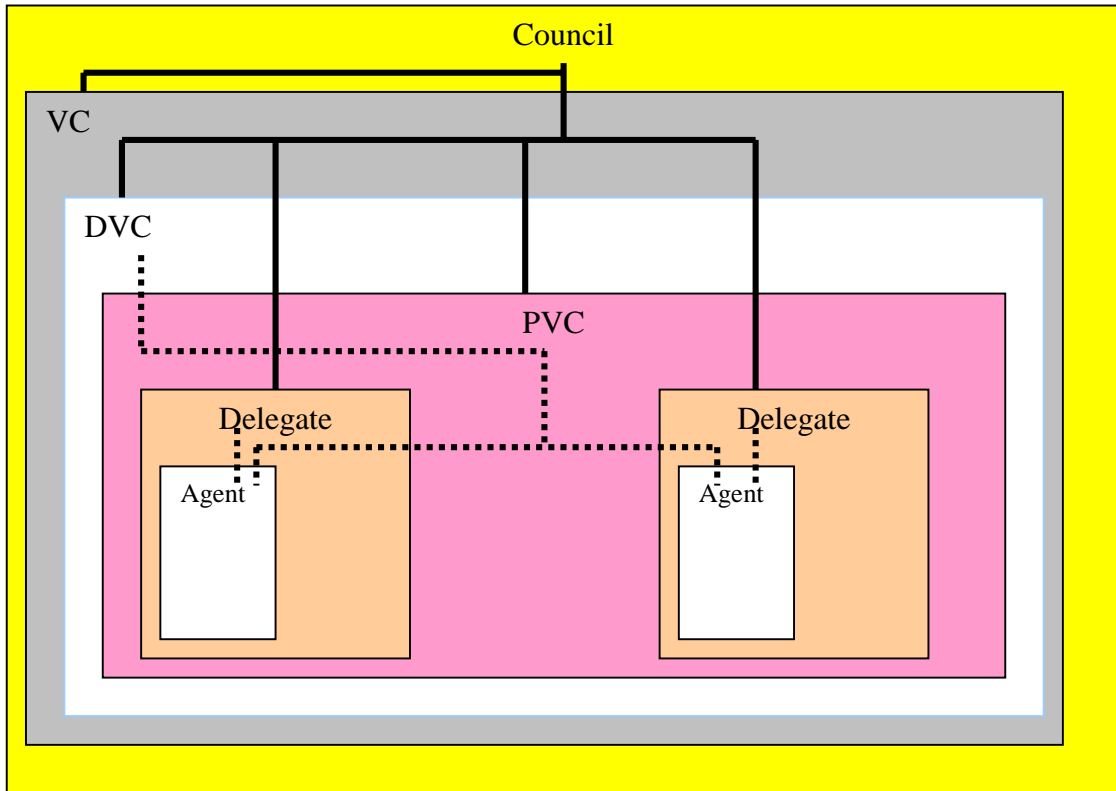 Council
VC
DVC
PVC
Delegate
Delegate
Agent
Agent